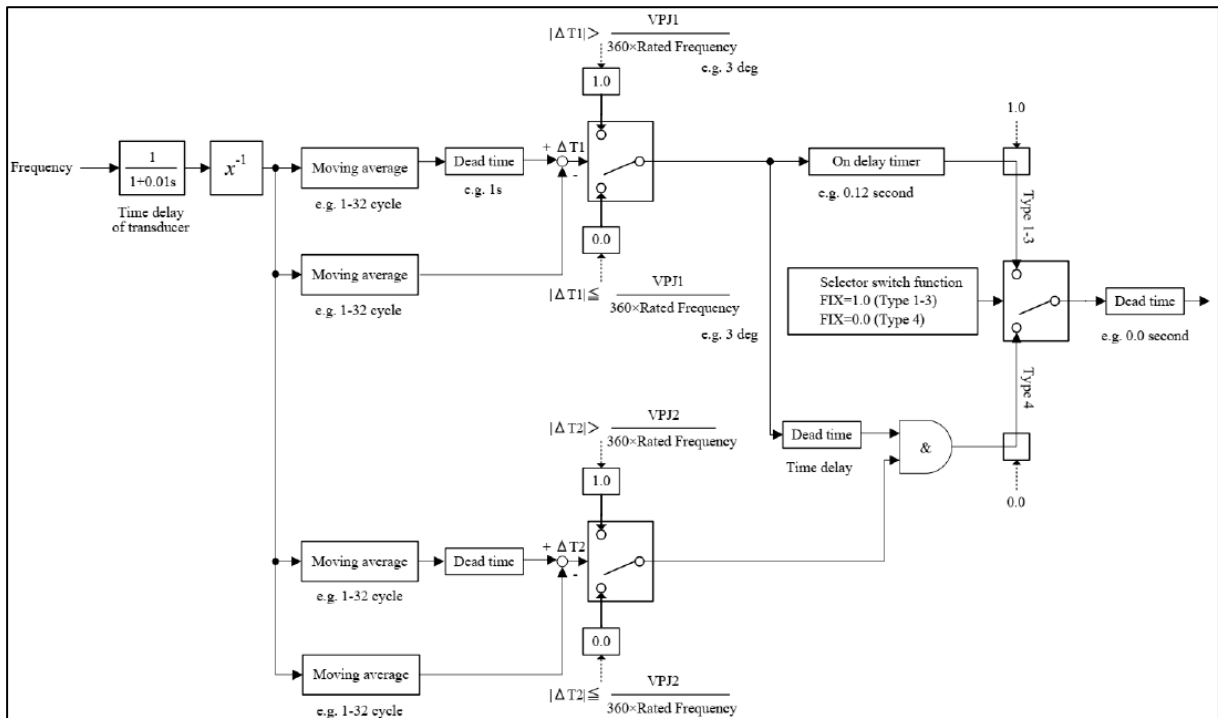 |ΔT1|> VPJ1
360×Rated Frequency
e.g. 3 deg
1.0
Frequency
1
1+0.01s
x⁻¹
Time delay
of transducer
Moving average
e.g. 1-32 cycle
Dead time
e.g. 1s
+ ΔT1
-
On delay timer
e.g. 0.12 second
1.0
Type 1-3
0.0
Moving average
e.g. 1-32 cycle
|ΔT1|≦ VPJ1
360×Rated Frequency
e.g. 3 deg
Selector switch function
FIX=1.0 (Type 1-3)
FIX=0.0 (Type 4)
Dead time
e.g. 0.0 second
Type 4
|ΔT2|> VPJ2
360×Rated Frequency
1.0
Dead time
Time delay
&
0.0
Moving average
e.g. 1-32 cycle
Dead time
+ ΔT2
-
0.0
Moving average
e.g. 1-32 cycle
|ΔT2|≦ VPJ2
360×Rated Frequency